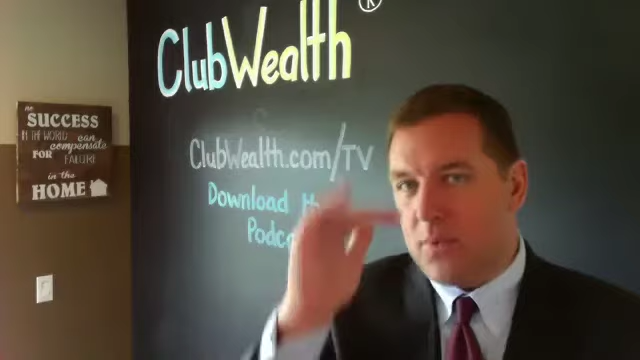 ClubWealth®
no
SUCCESS
IN THE WORLD can
compensate
FOR FAILURE
in the
HOME
ClubWealth.com/TV
Download